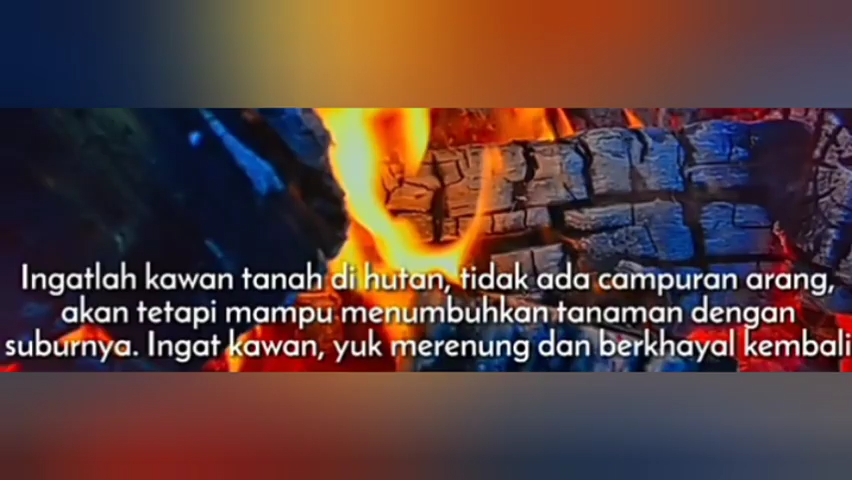 Ingatlah kawan tanah di hutan, tidak ada campuran arang,
akan tetapi mampu menumbuhkan tanaman dengan
suburnya. Ingat kawan, yuk merenung dan berkhayal kembali